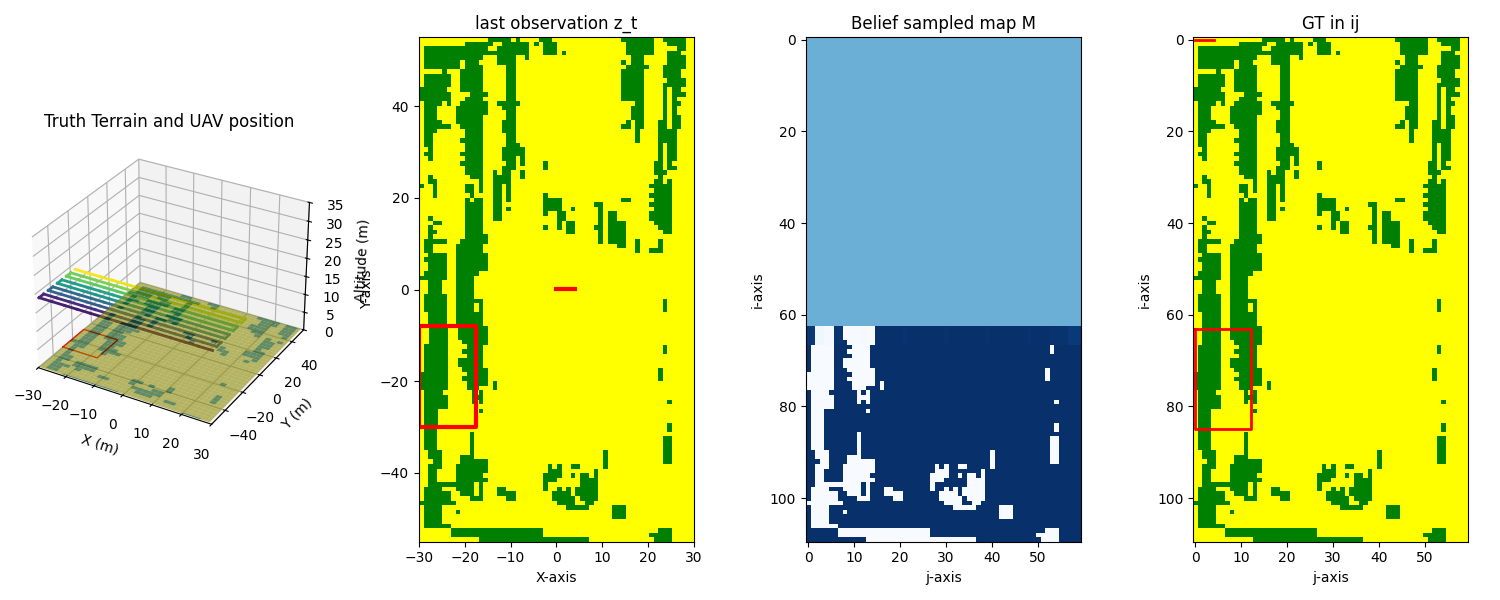 Truth Terrain and UAV position
35
30
25
20
15
10
5
0
Altitude (m)
−30
−20
−10
0
10
20
30
X (m)
−40
−20
0
20
40
Y (m)
last observation z_t
40
20
0
−20
−40
Y-axis
−30 −20 −10 0 10 20 30
X-axis
Belief sampled map M
0
20
40
60
80
100
i-axis
0 10 20 30 40 50
j-axis
GT in ij
0
20
40
60
80
100
i-axis
0 10 20 30 40 50
j-axis